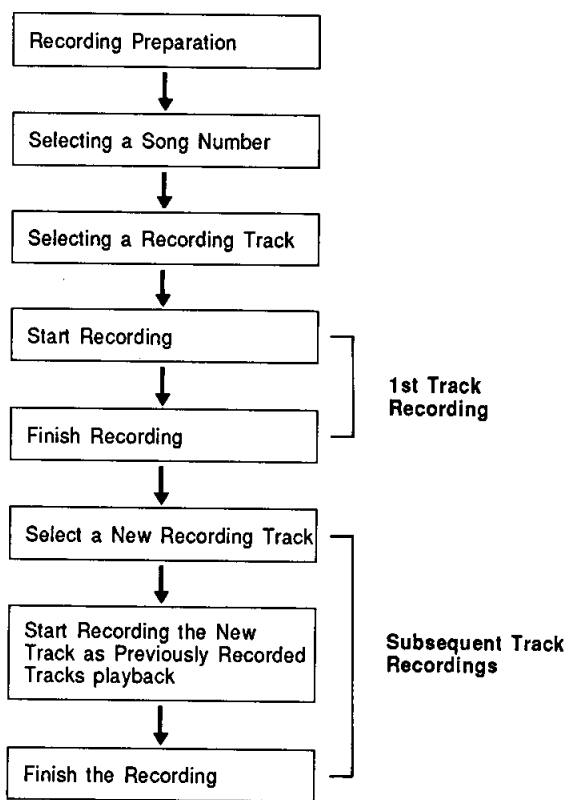 Recording Preparation
Selecting a Song Number
Selecting a Recording Track
Start Recording
1st Track
Recording
Finish Recording
Select a New Recording Track
Start Recording the New
Track as Previously Recorded
Tracks playback
Subsequent Track
Recordings
Finish the Recording